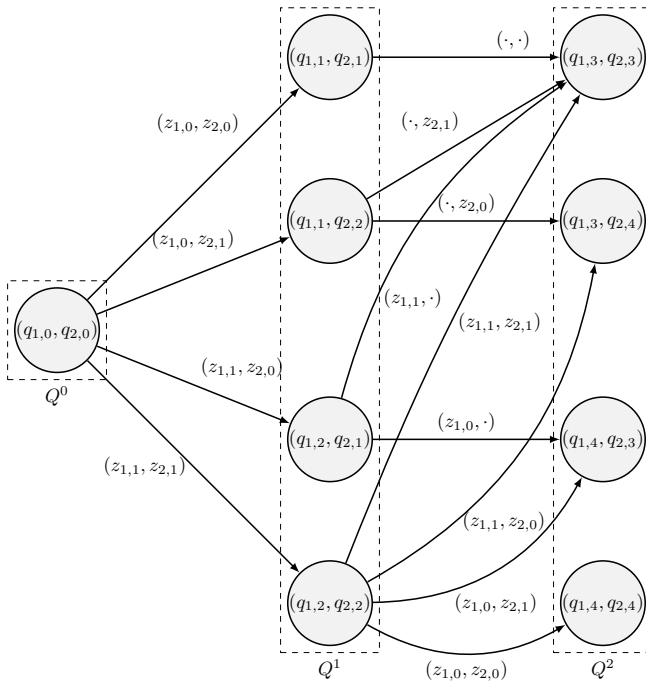 (·, ·)
(q_{1,1}, q_{2,1})
(q_{1,3}, q_{2,3})
(z_{1,0}, z_{2,0})
(·, z_{2,1})
(q_{1,1}, q_{2,2})
(·, z_{2,0})
(q_{1,3}, q_{2,4})
(z_{1,0}, z_{2,1})
(z_{1,1}, ·)
(z_{1,1}, z_{2,1})
(q_{1,0}, q_{2,0})
(z_{1,1}, z_{2,0})
Q^0
(z_{1,0}, ·)
(q_{1,2}, q_{2,1})
(q_{1,4}, q_{2,3})
(z_{1,1}, z_{2,1})
(z_{1,1}, z_{2,0})
(q_{1,2}, q_{2,2})
(z_{1,0}, z_{2,1})
(q_{1,4}, q_{2,4})
(z_{1,0}, z_{2,0})
Q^1
Q^2